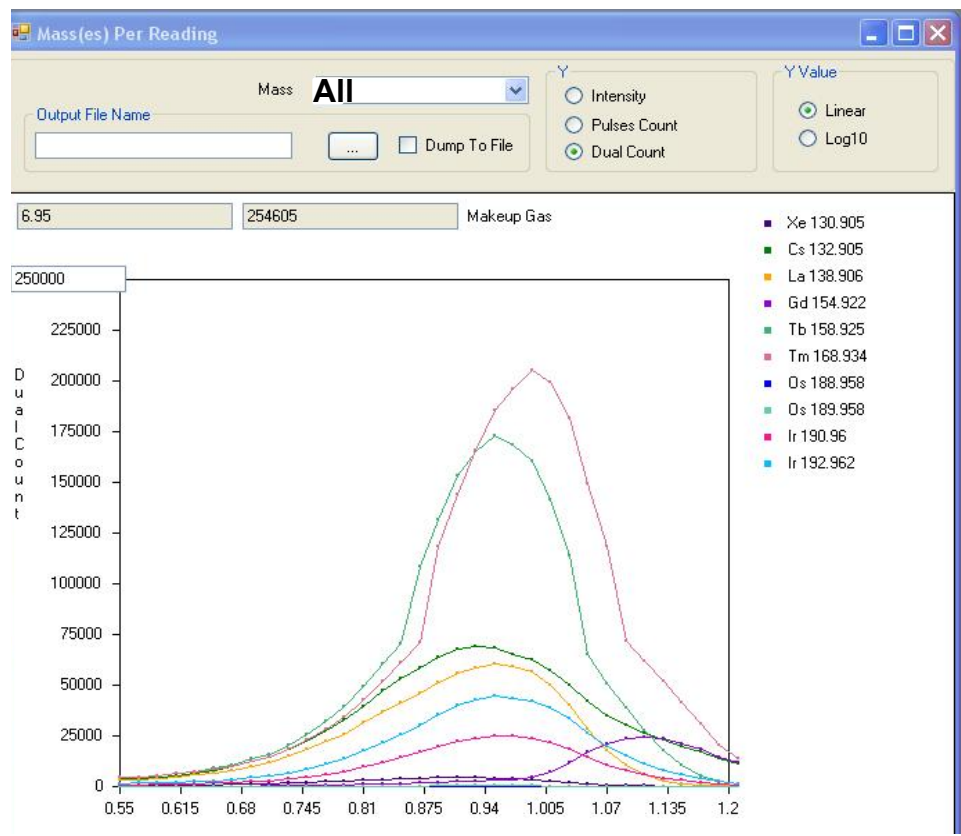 Mass(es) Per Reading
Mass All
Output File Name
... Dump To File
Y
Intensity
Pulses Count
Dual Count
Y Value
Linear
Log10
6.95 254605 Makeup Gas
250000
225000
200000
175000
150000
125000
100000
75000
50000
25000
0
Dual Count
0.55 0.615 0.68 0.745 0.81 0.875 0.94 1.005 1.07 1.135 1.2
Xe 130.905
Cs 132.905
La 138.906
Gd 154.922
Tb 158.925
Tm 168.934
Os 188.958
Os 189.958
Ir 190.96
Ir 192.962